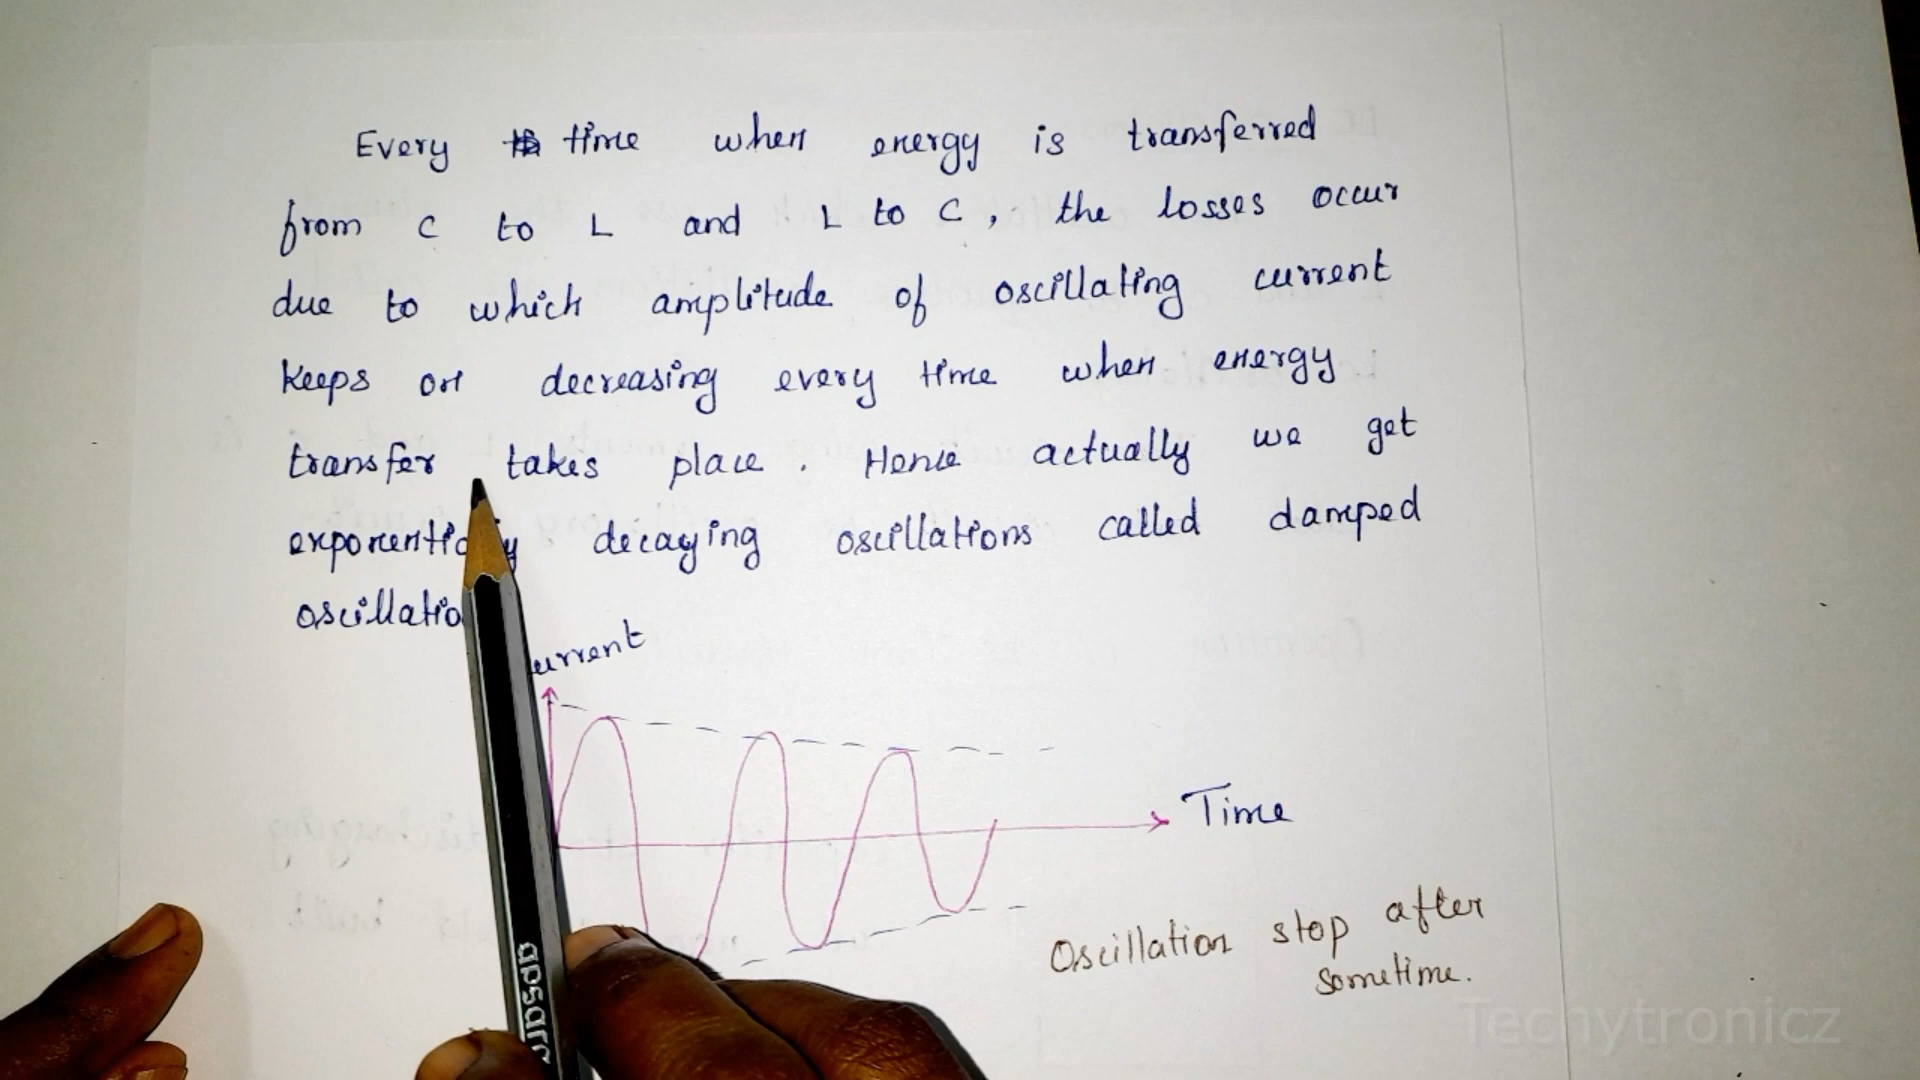 Every time when energy is transferred
from C to L and L to C, the losses occur
due to which amplitude of oscillating current
keeps on decreasing every time when energy
transfer takes place. Hence actually we get
decaying oscillations called damped
Time
Oscillation stop after
sometime.
apsara
Techytronicz